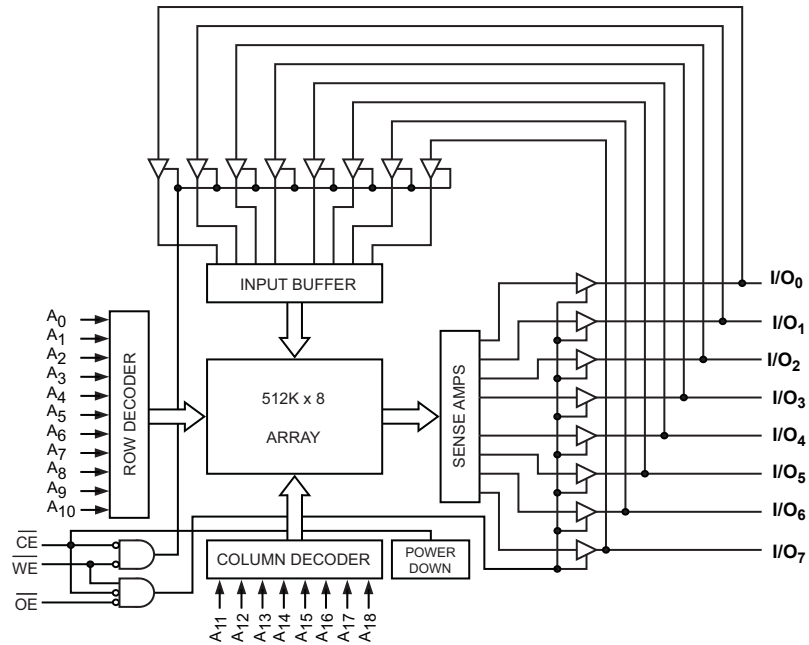 INPUT BUFFER
I/O0
I/O1
I/O2
I/O3
I/O4
I/O5
I/O6
I/O7
A0
A1
A2
A3
A4
A5
A6
A7
A8
A9
A10
ROW DECODER
512K x 8
ARRAY
SENSE AMPS
CE
WE
OE
COLUMN DECODER
POWER
DOWN
A11
A12
A13
A14
A15
A16
A17
A18